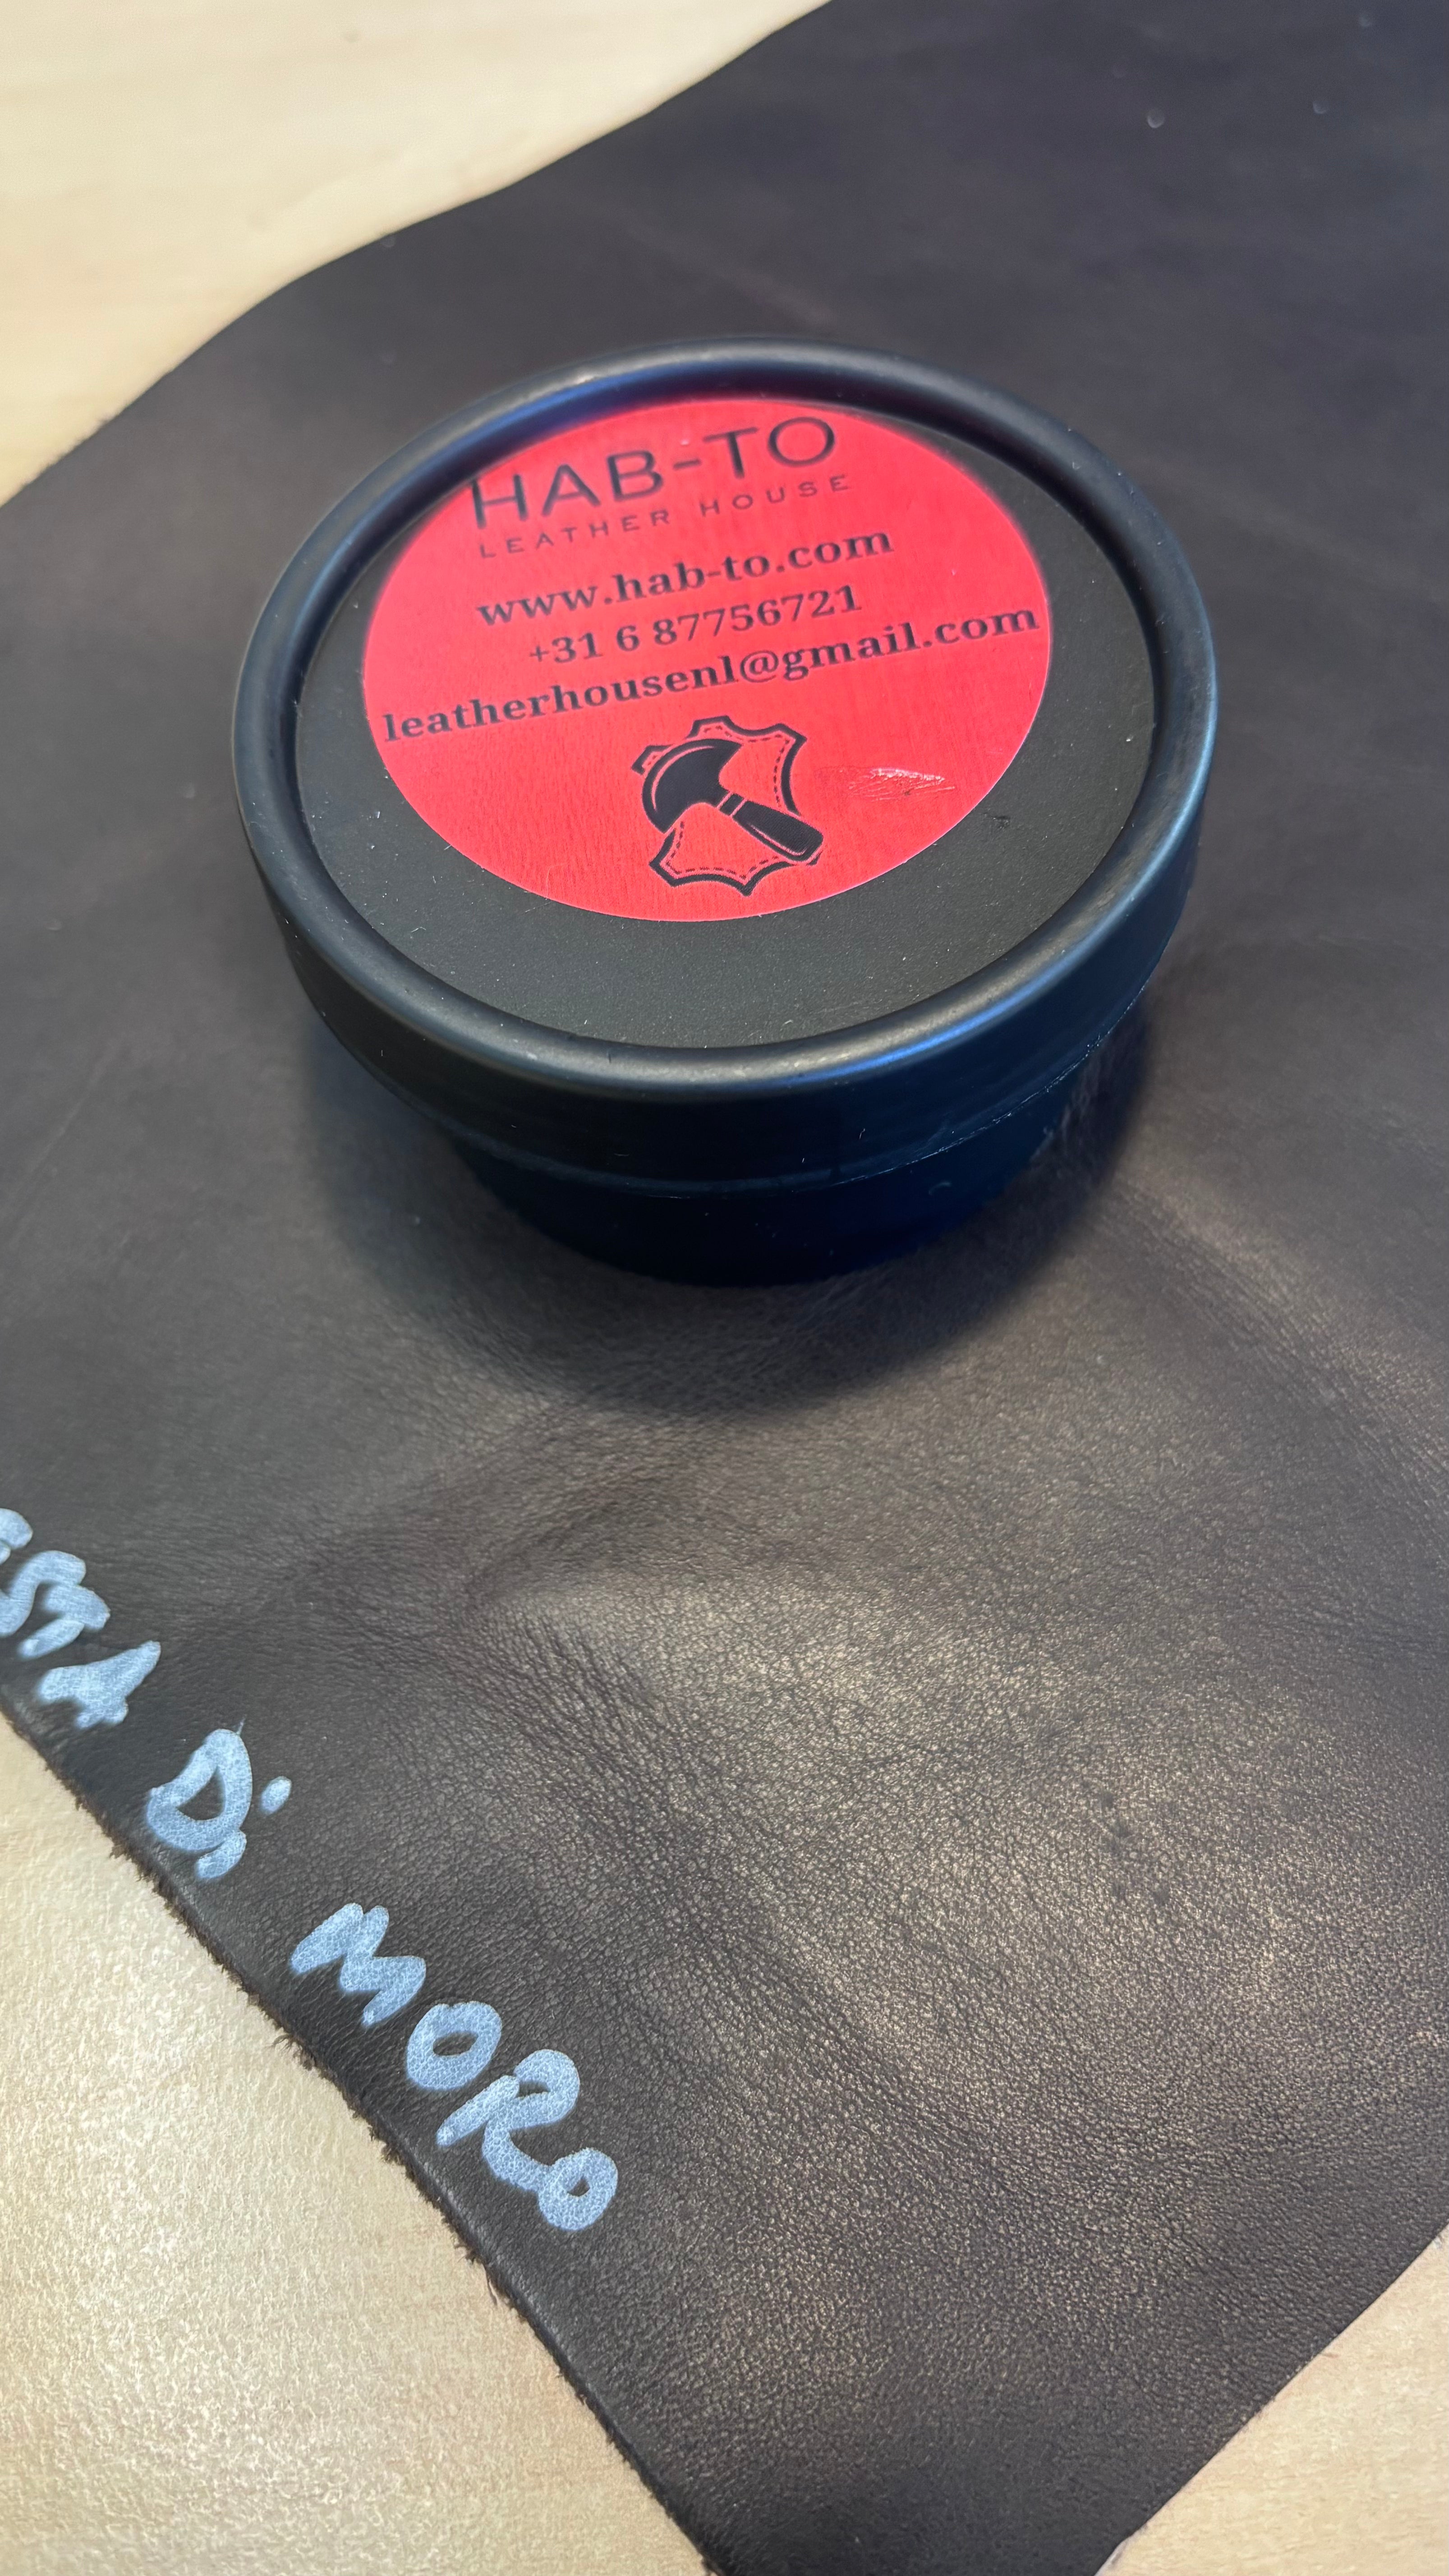 HAB-TO
LEATHER HOUSE
www.hab-to.com
+31 6 87756721
leatherhousenl@gmail.com
Di MORO